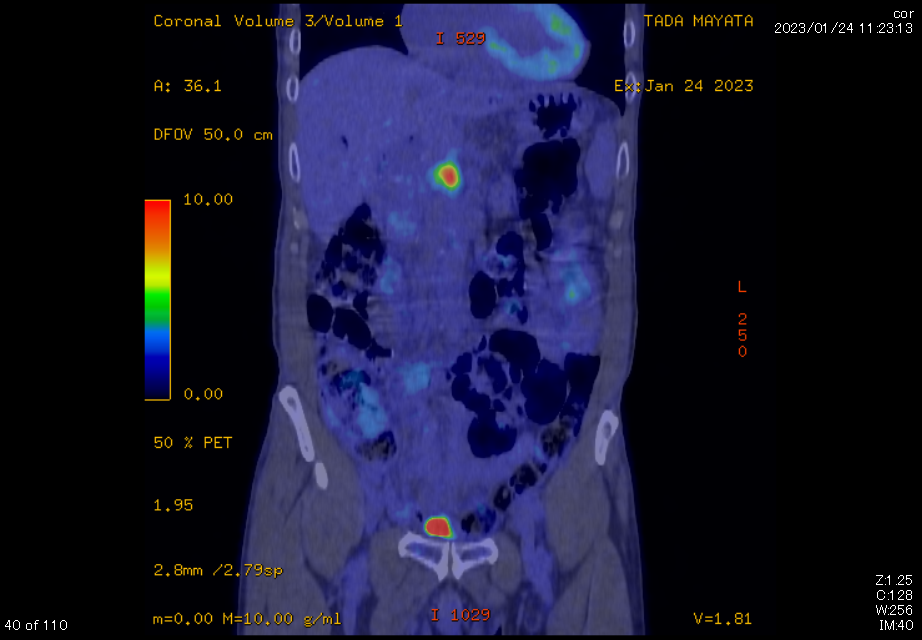 Coronal Volume 3/Volume 1
I 529
TADA MAYATA
cor
2023/01/24 11:23:13
A: 36.1
Ex:Jan 24 2023
DFOV 50.0 cm
10.00
L
250
0.00
50 % PET
1.95
2.8mm /2.79sp
m=0.00 M=10.00 g/ml
I 1029
V=1.81
40 of 110
Z:1.25
C:128
W:256
IM:40